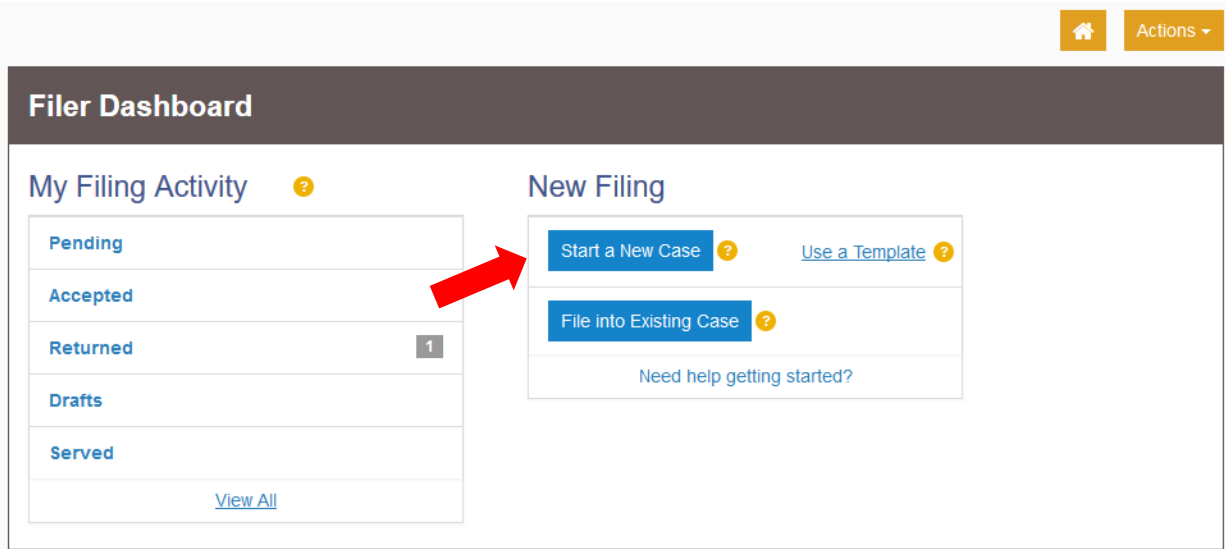 Actions
Filer Dashboard
My Filing Activity ?
Pending
Accepted
Returned 1
Drafts
Served
View All
New Filing
Start a New Case ? Use a Template ?
File into Existing Case ?
Need help getting started?